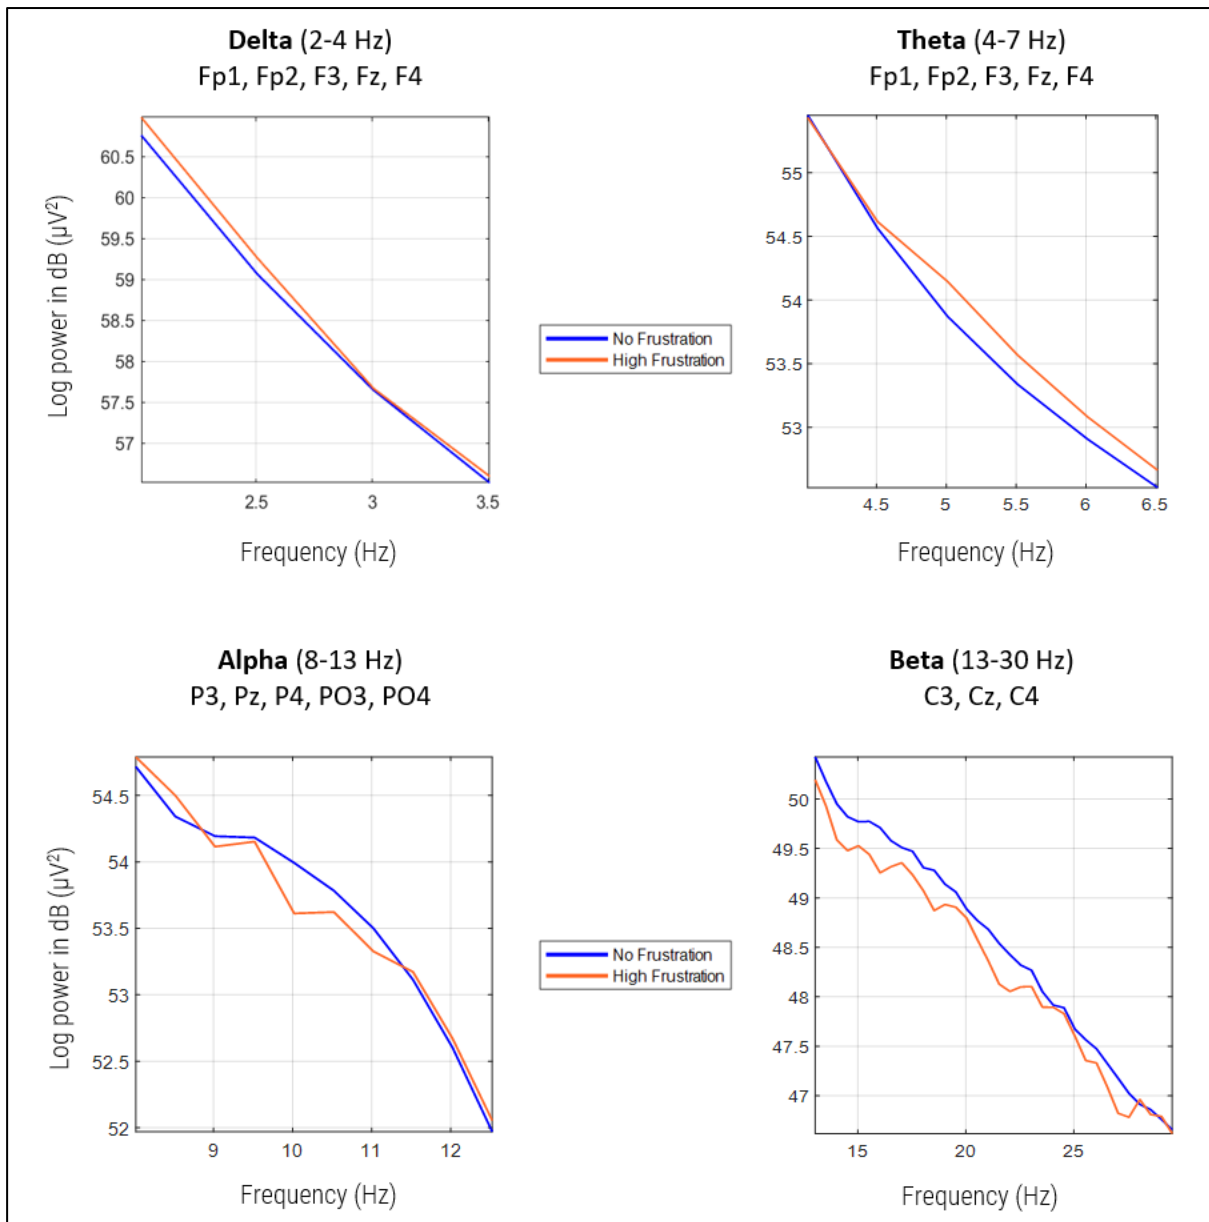 Delta (2-4 Hz)
Fp1, Fp2, F3, Fz, F4
Log power in dB (µV²)
60.5
60
59.5
59
58.5
58
57.5
57
2.5 3 3.5
Frequency (Hz)
No Frustration
High Frustration
Theta (4-7 Hz)
Fp1, Fp2, F3, Fz, F4
55
54.5
54
53.5
53
4.5 5 5.5 6 6.5
Frequency (Hz)
Alpha (8-13 Hz)
P3, Pz, P4, PO3, PO4
Log power in dB (µV²)
54.5
54
53.5
53
52.5
52
9 10 11 12
Frequency (Hz)
No Frustration
High Frustration
Beta (13-30 Hz)
C3, Cz, C4
50
49.5
49
48.5
48
47.5
47
15 20 25
Frequency (Hz)